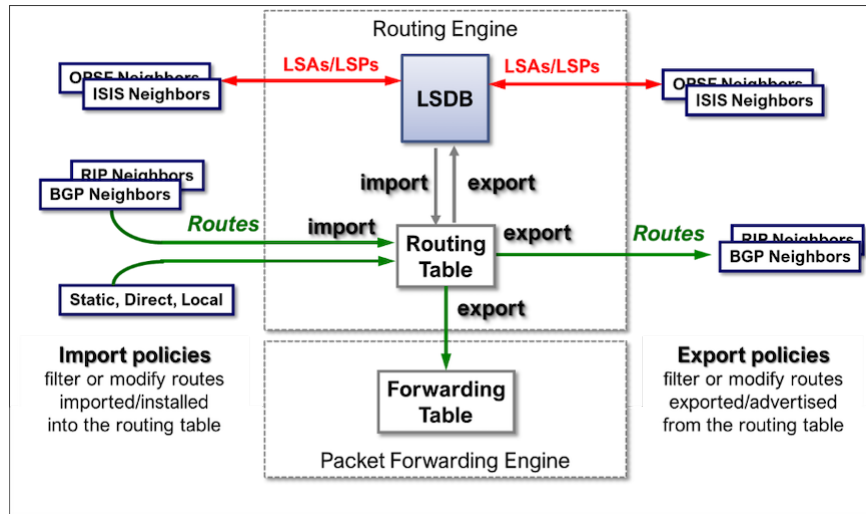 Routing Engine
OPSF Neighbors
ISIS Neighbors
LSAs/LSPs
LSDB
LSAs/LSPs
OPSF Neighbors
ISIS Neighbors
import
export
RIP Neighbors
BGP Neighbors
Routes
import
Routing
Table
export
Routes
RIP Neighbors
BGP Neighbors
Static, Direct, Local
export
Import policies
filter or modify routes
imported/installed
into the routing table
Forwarding
Table
Packet Forwarding Engine
Export policies
filter or modify routes
exported/advertised
from the routing table